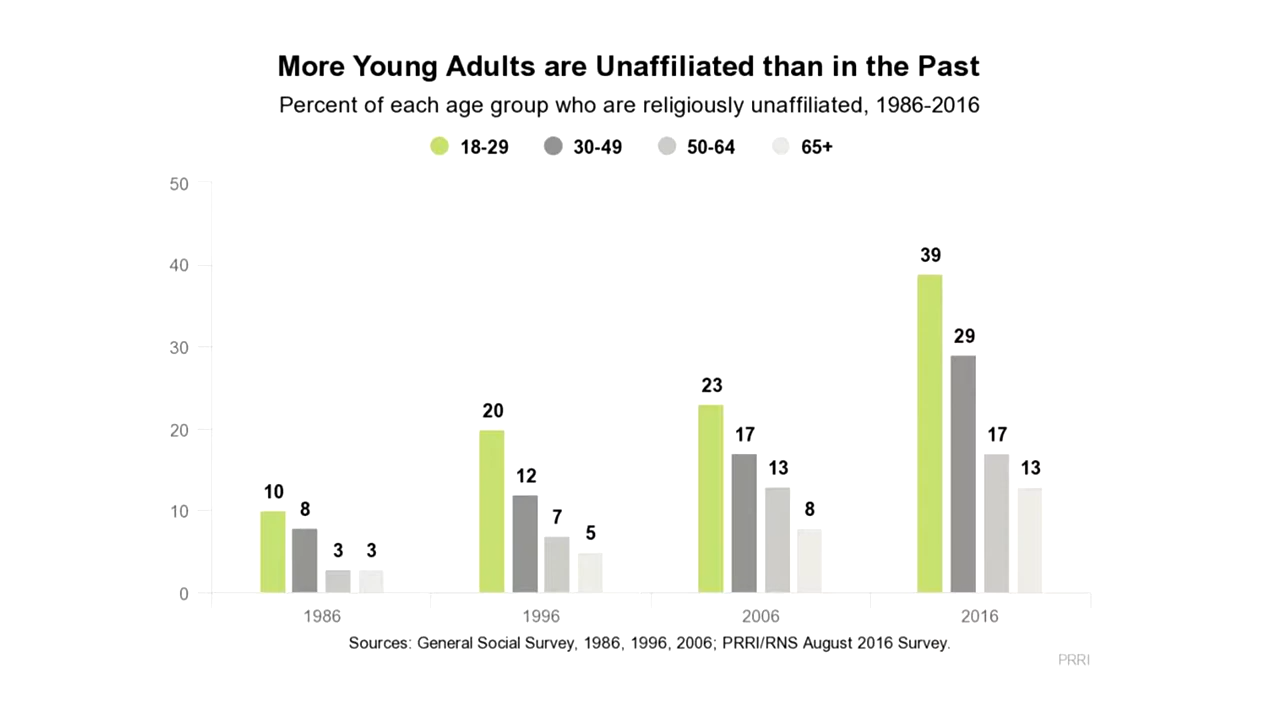 More Young Adults are Unaffiliated than in the Past
Percent of each age group who are religiously unaffiliated, 1986-2016
18-29 30-49 50-64 65+
50
40
30
20
10
0
10 8 3 3
20 12 7 5
23 17 13 8
39 29 17 13
1986 1996 2006 2016
Sources: General Social Survey, 1986, 1996, 2006; PRRI/RNS August 2016 Survey.
PRRI